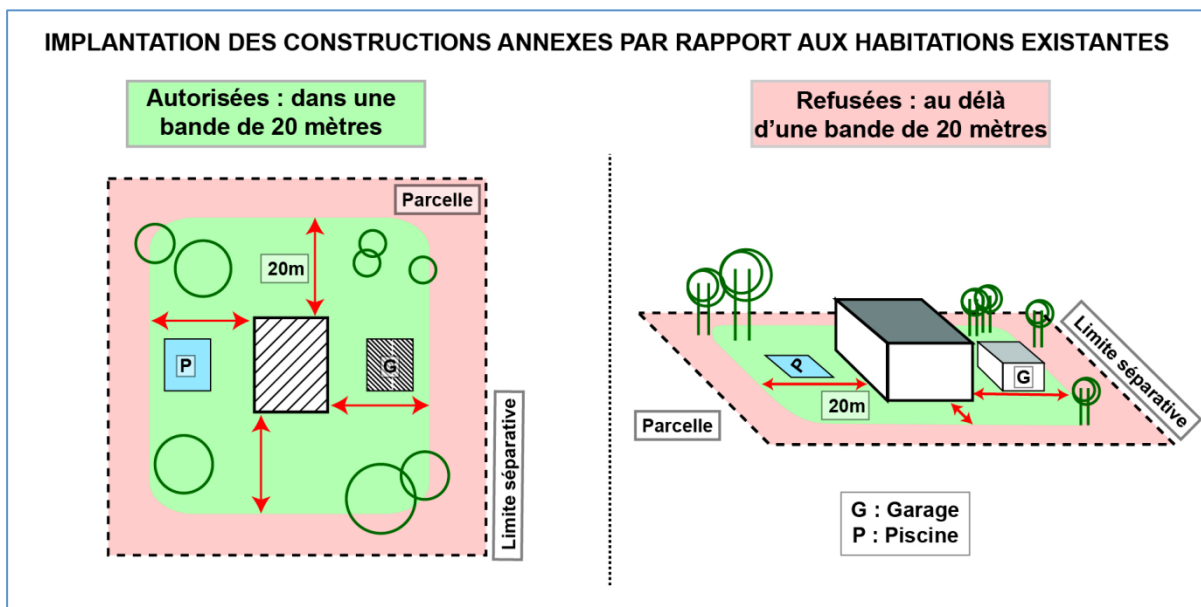 IMPLANTATION DES CONSTRUCTIONS ANNEXES PAR RAPPORT AUX HABITATIONS EXISTANTES
Autorisées : dans une
bande de 20 mètres
Refusées : au délà
d'une bande de 20 mètres
Parcelle
20m
P
G
Limite séparative
P
20m
G
Parcelle
Limite séparative
G : Garage
P : Piscine